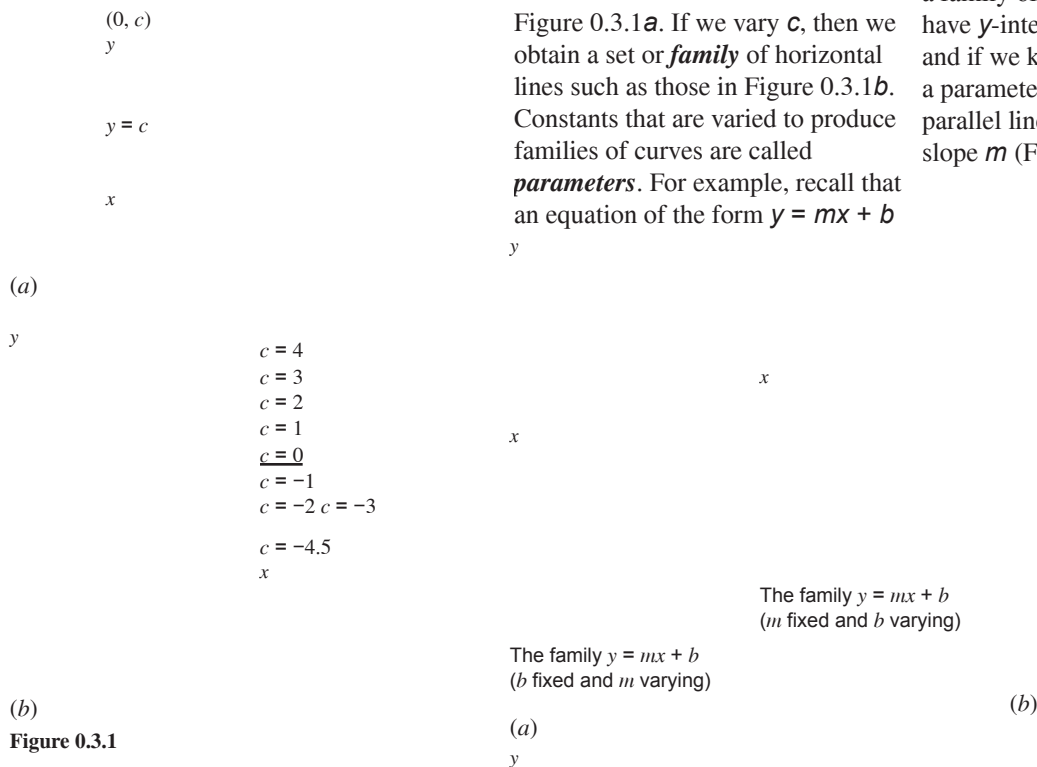 (0, c)
y
y = c
x
(a)
y
c = 4
c = 3
c = 2
c = 1
c = 0
c = −1
c = −2 c = −3
c = −4.5
x
(b)
Figure 0.3.1
Figure 0.3.1a. If we vary c, then we
obtain a set or family of horizontal
lines such as those in Figure 0.3.1b.
Constants that are varied to produce
families of curves are called
parameters. For example, recall that
an equation of the form y = mx + b
y
x
The family y = mx + b
(b fixed and m varying)
(a)
y
have y-inte
and if we k
a paramete
parallel lin
slope m (F
x
The family y = mx + b
(m fixed and b varying)
(b)